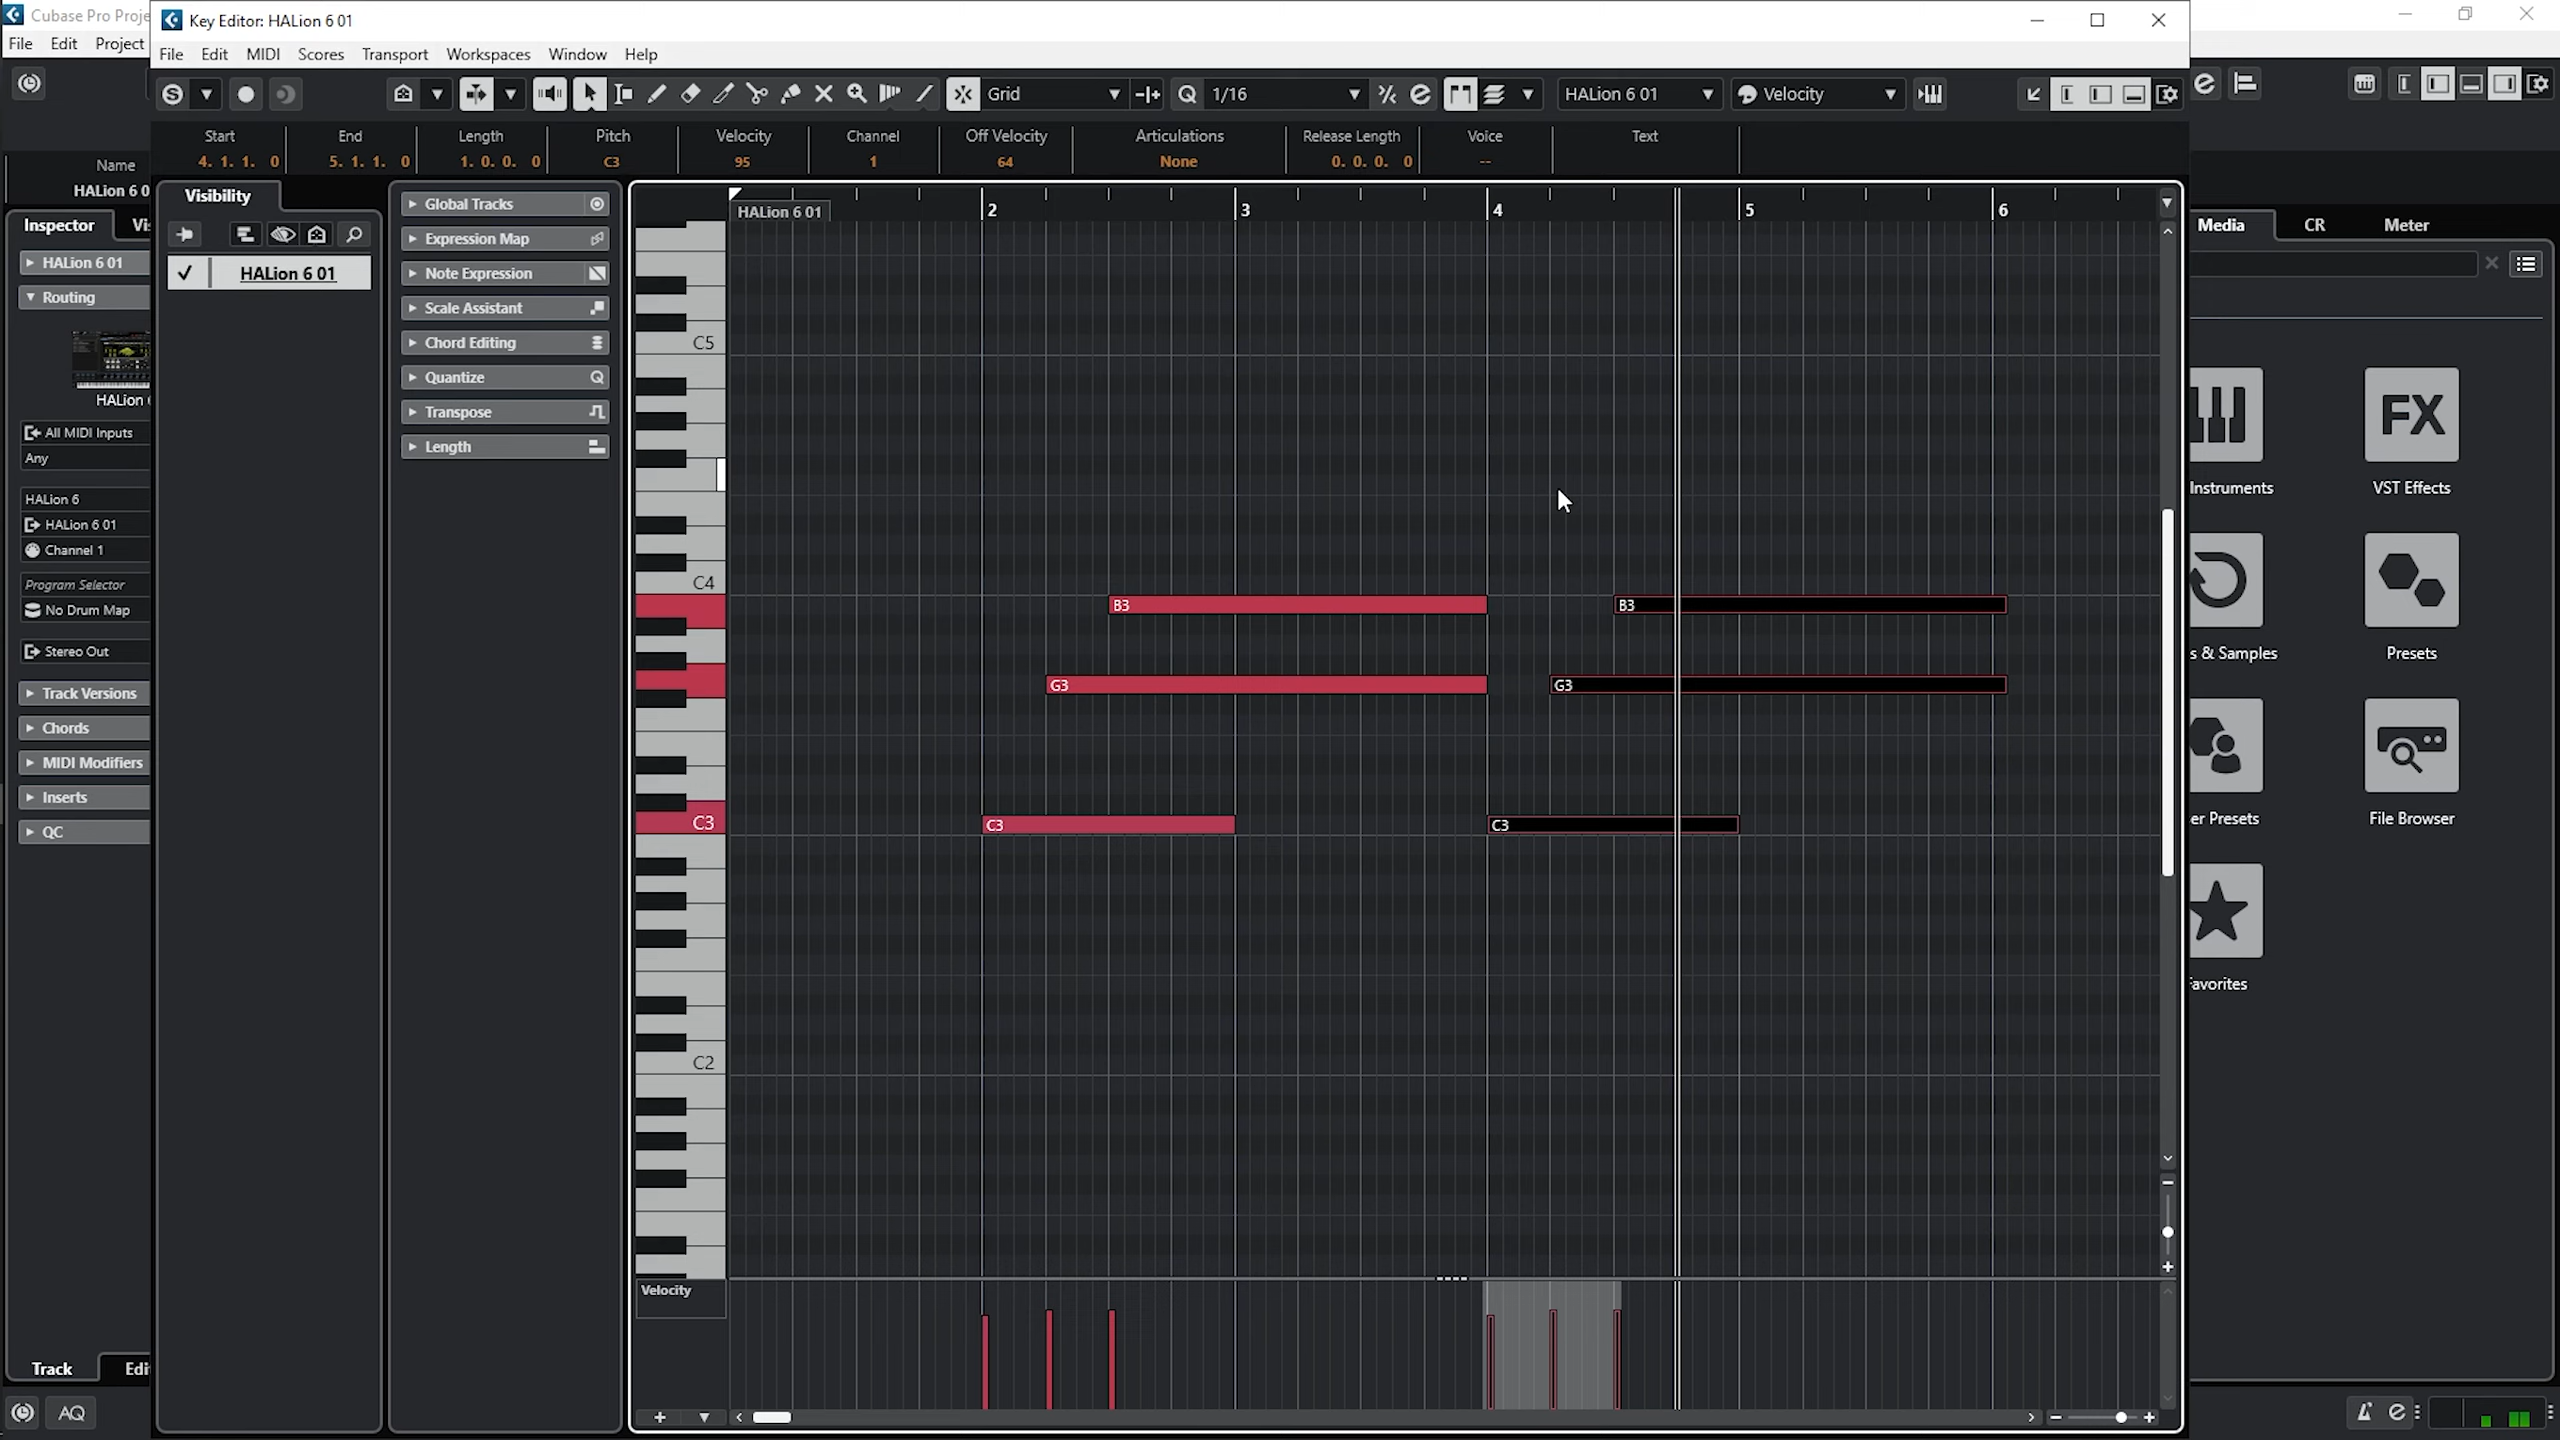 Cubase Pro Proje
Key Editor: HALion 6 01
File Edit Project
File Edit MIDI Scores Transport Workspaces Window Help
Grid 1/16 HALion 6 01 Velocity
Start End Length Pitch Velocity Channel Off Velocity Articulations Release Length Voice Text
4. 1. 1. 0 5. 1. 1. 0 1. 0. 0. 0 C3 95 1 64 None 0. 0. 0. 0 --
Name
HALion 6 0
Inspector Vi
HALion 6 01
Routing
HALion
All MIDI Inputs
Any
HALion 6
HALion 6 01
Channel 1
Program Selector
No Drum Map
Stereo Out
Track Versions
Chords
MIDI Modifiers
Inserts
QC
Track Edi
AQ
Visibility
HALion 6 01
Global Tracks
Expression Map
Note Expression
Scale Assistant
Chord Editing
Quantize
Transpose
Length
HALion 6 01 2 3 4 5 6
C5
C4
B3 B3
G3 G3
C3 C3 C3
C2
Velocity
Media CR Meter
FX
Instruments VST Effects
s & Samples Presets
er Presets File Browser
avorites